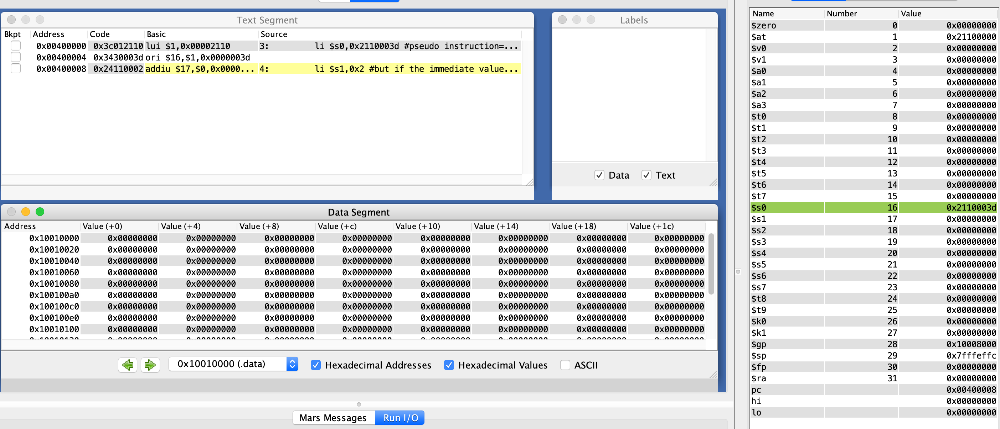 Text Segment
Bkpt Address Code Basic Source
0x00400000 0x3c012110 lui $1,0x00002110 3: li $s0,0x2110003d #pseudo instruction=...
0x00400004 0x3430003d ori $16,$1,0x0000003d
0x00400008 0x24110002 addiu $17,$0,0x0000... 4: li $s1,0x2 #but if the immediate value...
Labels
Data Text
Data Segment
Address Value (+0) Value (+4) Value (+8) Value (+c) Value (+10) Value (+14) Value (+18) Value (+1c)
0x10010000 0x00000000 0x00000000 0x00000000 0x00000000 0x00000000 0x00000000 0x00000000 0x00000000
0x10010020 0x00000000 0x00000000 0x00000000 0x00000000 0x00000000 0x00000000 0x00000000 0x00000000
0x10010040 0x00000000 0x00000000 0x00000000 0x00000000 0x00000000 0x00000000 0x00000000 0x00000000
0x10010060 0x00000000 0x00000000 0x00000000 0x00000000 0x00000000 0x00000000 0x00000000 0x00000000
0x10010080 0x00000000 0x00000000 0x00000000 0x00000000 0x00000000 0x00000000 0x00000000 0x00000000
0x100100a0 0x00000000 0x00000000 0x00000000 0x00000000 0x00000000 0x00000000 0x00000000 0x00000000
0x100100c0 0x00000000 0x00000000 0x00000000 0x00000000 0x00000000 0x00000000 0x00000000 0x00000000
0x100100e0 0x00000000 0x00000000 0x00000000 0x00000000 0x00000000 0x00000000 0x00000000 0x00000000
0x10010100 0x00000000 0x00000000 0x00000000 0x00000000 0x00000000 0x00000000 0x00000000 0x00000000
0x10010000 (.data) Hexadecimal Addresses Hexadecimal Values ASCII
Mars Messages Run I/O
Name Number Value
$zero 0 0x00000000
$at 1 0x21100000
$v0 2 0x00000000
$v1 3 0x00000000
$a0 4 0x00000000
$a1 5 0x00000000
$a2 6 0x00000000
$a3 7 0x00000000
$t0 8 0x00000000
$t1 9 0x00000000
$t2 10 0x00000000
$t3 11 0x00000000
$t4 12 0x00000000
$t5 13 0x00000000
$t6 14 0x00000000
$t7 15 0x00000000
$s0 16 0x2110003d
$s1 17 0x00000000
$s2 18 0x00000000
$s3 19 0x00000000
$s4 20 0x00000000
$s5 21 0x00000000
$s6 22 0x00000000
$s7 23 0x00000000
$t8 24 0x00000000
$t9 25 0x00000000
$k0 26 0x00000000
$k1 27 0x00000000
$gp 28 0x10008000
$sp 29 0x7fffeffc
$fp 30 0x00000000
$ra 31 0x00000000
pc 0x00400008
hi 0x00000000
lo 0x00000000